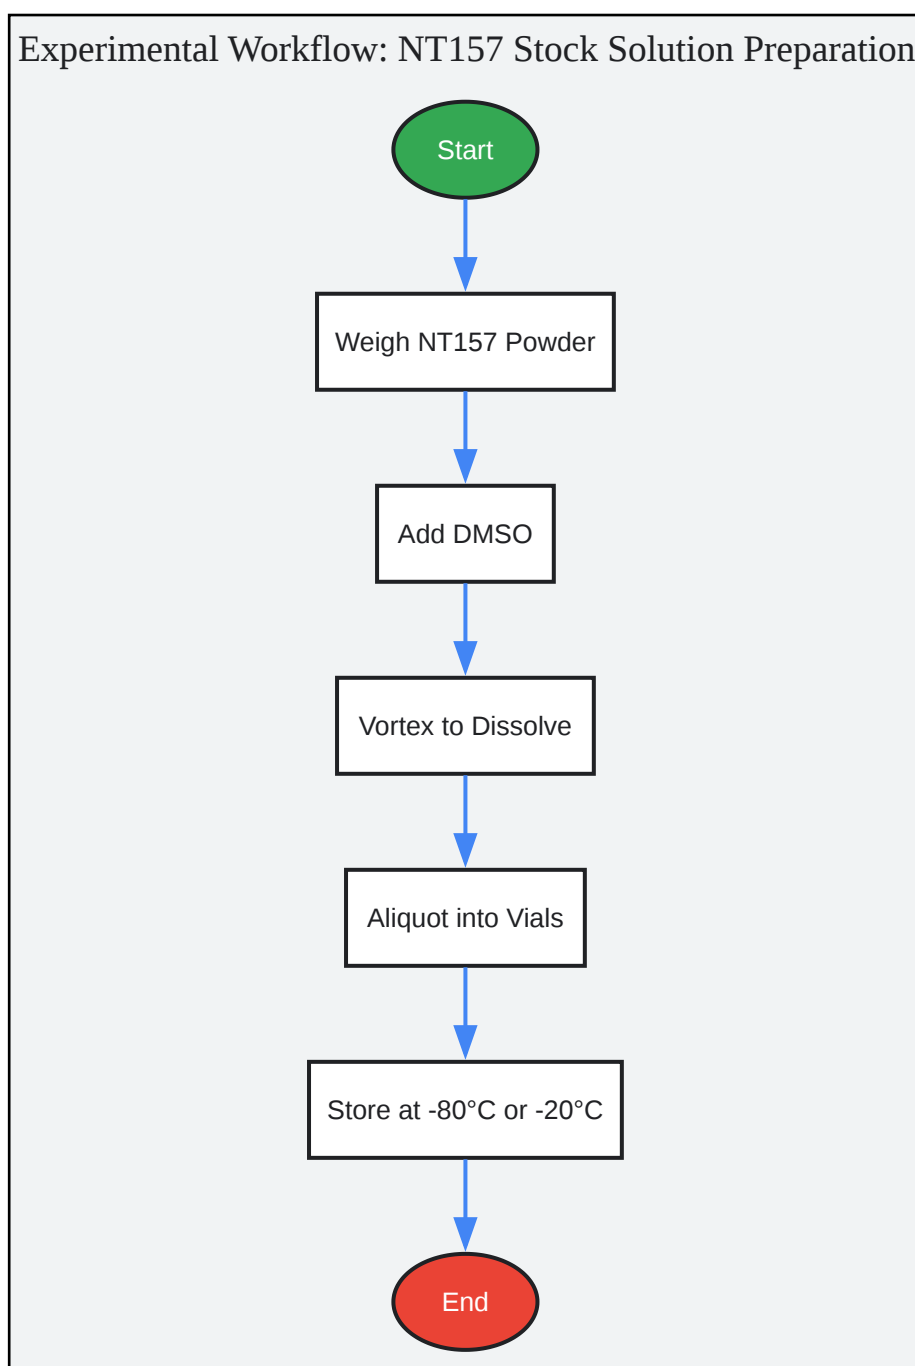 Experimental Workflow: NT157 Stock Solution Preparation
Start
Weigh NT157 Powder
Add DMSO
Vortex to Dissolve
Aliquot into Vials
Store at -80°C or -20°C
End